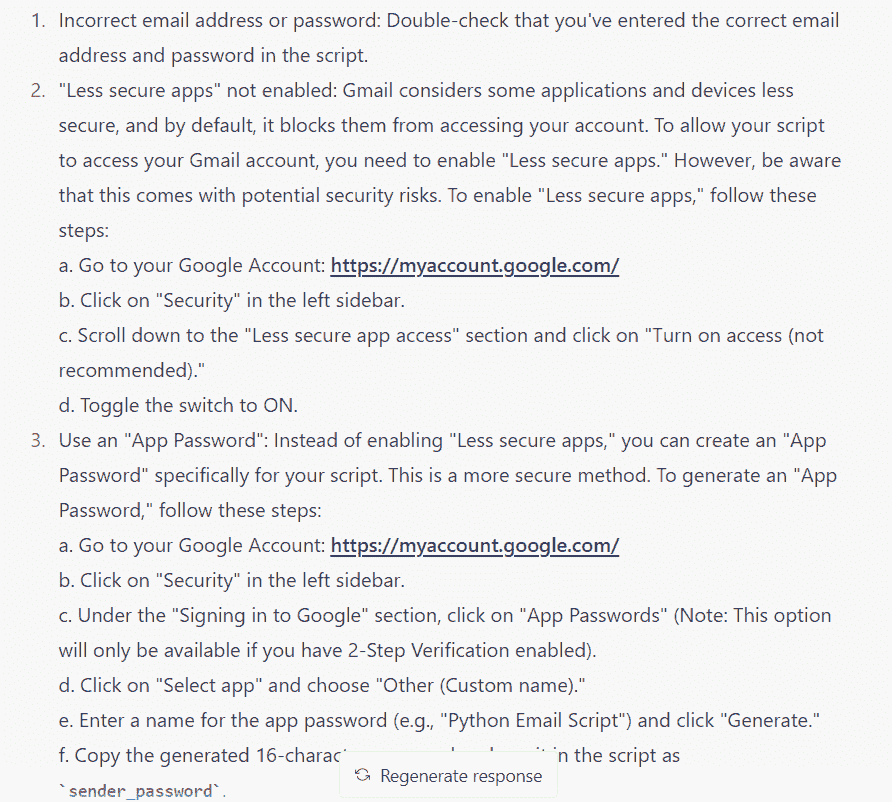 1. Incorrect email address or password: Double-check that you've entered the correct email
address and password in the script.
2. "Less secure apps" not enabled: Gmail considers some applications and devices less
secure, and by default, it blocks them from accessing your account. To allow your script
to access your Gmail account, you need to enable "Less secure apps." However, be aware
that this comes with potential security risks. To enable "Less secure apps," follow these
steps:
a. Go to your Google Account: https://myaccount.google.com/
b. Click on "Security" in the left sidebar.
c. Scroll down to the "Less secure app access" section and click on "Turn on access (not
recommended)."
d. Toggle the switch to ON.
3. Use an "App Password": Instead of enabling "Less secure apps," you can create an "App
Password" specifically for your script. This is a more secure method. To generate an "App
Password," follow these steps:
a. Go to your Google Account: https://myaccount.google.com/
b. Click on "Security" in the left sidebar.
c. Under the "Signing in to Google" section, click on "App Passwords" (Note: This option
will only be available if you have 2-Step Verification enabled).
d. Click on "Select app" and choose "Other (Custom name)."
e. Enter a name for the app password (e.g., "Python Email Script") and click "Generate."
f. Copy the generated in the script as
`sender_password`.
Regenerate response